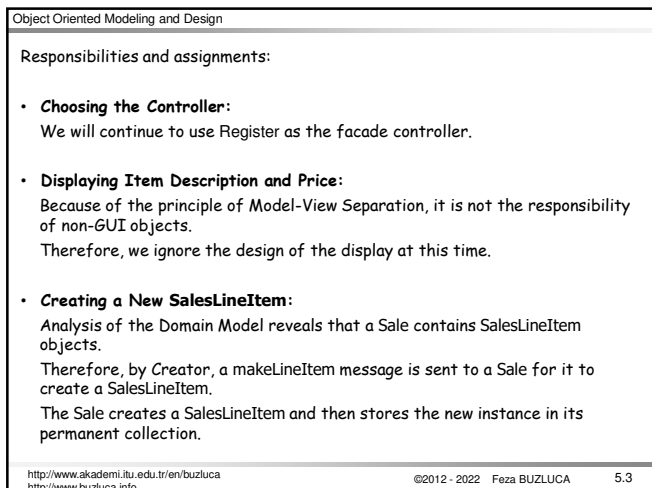 Object Oriented Modeling and Design
Responsibilities and assignments:
• Choosing the Controller:
We will continue to use Register as the facade controller.
• Displaying Item Description and Price:
Because of the principle of Model-View Separation, it is not the responsibility
of non-GUI objects.
Therefore, we ignore the design of the display at this time.
• Creating a New SalesLineItem:
Analysis of the Domain Model reveals that a Sale contains SalesLineItem
objects.
Therefore, by Creator, a makeLineItem message is sent to a Sale for it to
create a SalesLineItem.
The Sale creates a SalesLineItem and then stores the new instance in its
permanent collection.
http://www.akademi.itu.edu.tr/en/buzluca
http://www.buzluca.info
©2012 - 2022 Feza BUZLUCA 5.3